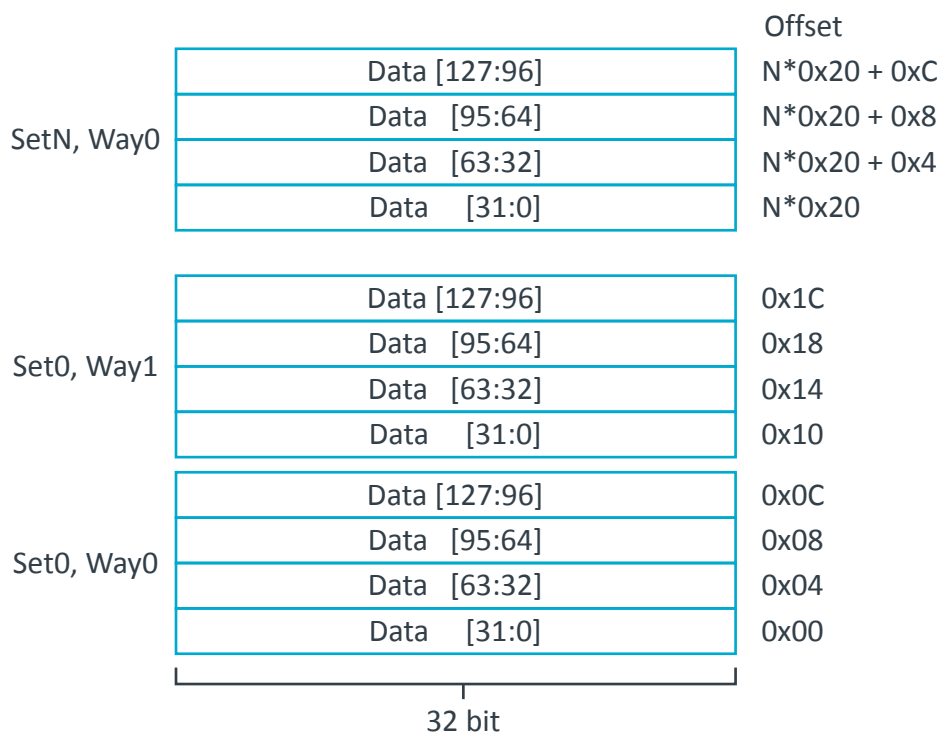 Offset
Data [127:96] N*0x20 + 0xC
Data [95:64] N*0x20 + 0x8
SetN, Way0
Data [63:32] N*0x20 + 0x4
Data [31:0] N*0x20
Data [127:96] 0x1C
Data [95:64] 0x18
Set0, Way1
Data [63:32] 0x14
Data [31:0] 0x10
Data [127:96] 0x0C
Data [95:64] 0x08
Set0, Way0
Data [63:32] 0x04
Data [31:0] 0x00
32 bit